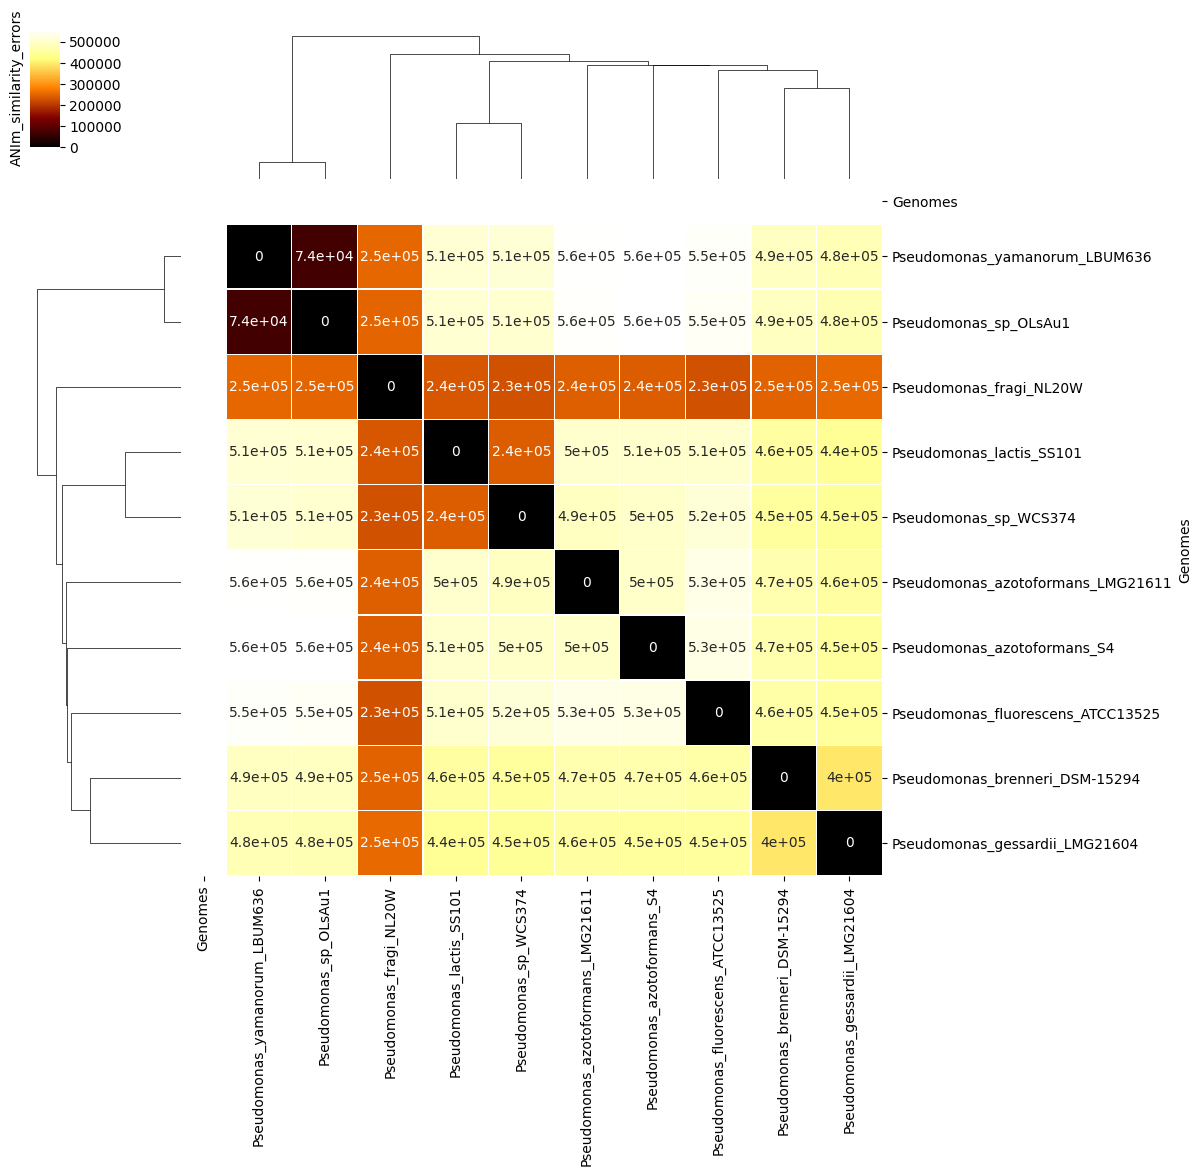 ANIm_similarity_errors
500000
400000
300000
200000
100000
0
Genomes
0 7.4e+04 2.5e+05 5.1e+05 5.1e+05 5.6e+05 5.6e+05 5.5e+05 4.9e+05 4.8e+05 Pseudomonas_yamanorum_LBUM636
7.4e+04 0 2.5e+05 5.1e+05 5.1e+05 5.6e+05 5.6e+05 5.5e+05 4.9e+05 4.8e+05 Pseudomonas_sp_OLsAu1
2.5e+05 2.5e+05 0 2.4e+05 2.3e+05 2.4e+05 2.4e+05 2.3e+05 2.5e+05 2.5e+05 Pseudomonas_fragi_NL20W
5.1e+05 5.1e+05 2.4e+05 0 2.4e+05 5e+05 5.1e+05 5.1e+05 4.6e+05 4.4e+05 Pseudomonas_lactis_SS101
5.1e+05 5.1e+05 2.3e+05 2.4e+05 0 4.9e+05 5e+05 5.2e+05 4.5e+05 4.5e+05 Pseudomonas_sp_WCS374
5.6e+05 5.6e+05 2.4e+05 5e+05 4.9e+05 0 5e+05 5.3e+05 4.7e+05 4.6e+05 Pseudomonas_azotoformans_LMG21611
5.6e+05 5.6e+05 2.4e+05 5.1e+05 5e+05 5e+05 0 5.3e+05 4.7e+05 4.5e+05 Pseudomonas_azotoformans_S4
5.5e+05 5.5e+05 2.3e+05 5.1e+05 5.2e+05 5.3e+05 5.3e+05 0 4.6e+05 4.5e+05 Pseudomonas_fluorescens_ATCC13525
4.9e+05 4.9e+05 2.5e+05 4.6e+05 4.5e+05 4.7e+05 4.7e+05 4.6e+05 0 4e+05 Pseudomonas_brenneri_DSM-15294
4.8e+05 4.8e+05 2.5e+05 4.4e+05 4.5e+05 4.6e+05 4.5e+05 4.5e+05 4e+05 0 Pseudomonas_gessardii_LMG21604
Genomes
Genomes
Pseudomonas_yamanorum_LBUM636
Pseudomonas_sp_OLsAu1
Pseudomonas_fragi_NL20W
Pseudomonas_lactis_SS101
Pseudomonas_sp_WCS374
Pseudomonas_azotoformans_LMG21611
Pseudomonas_azotoformans_S4
Pseudomonas_fluorescens_ATCC13525
Pseudomonas_brenneri_DSM-15294
Pseudomonas_gessardii_LMG21604